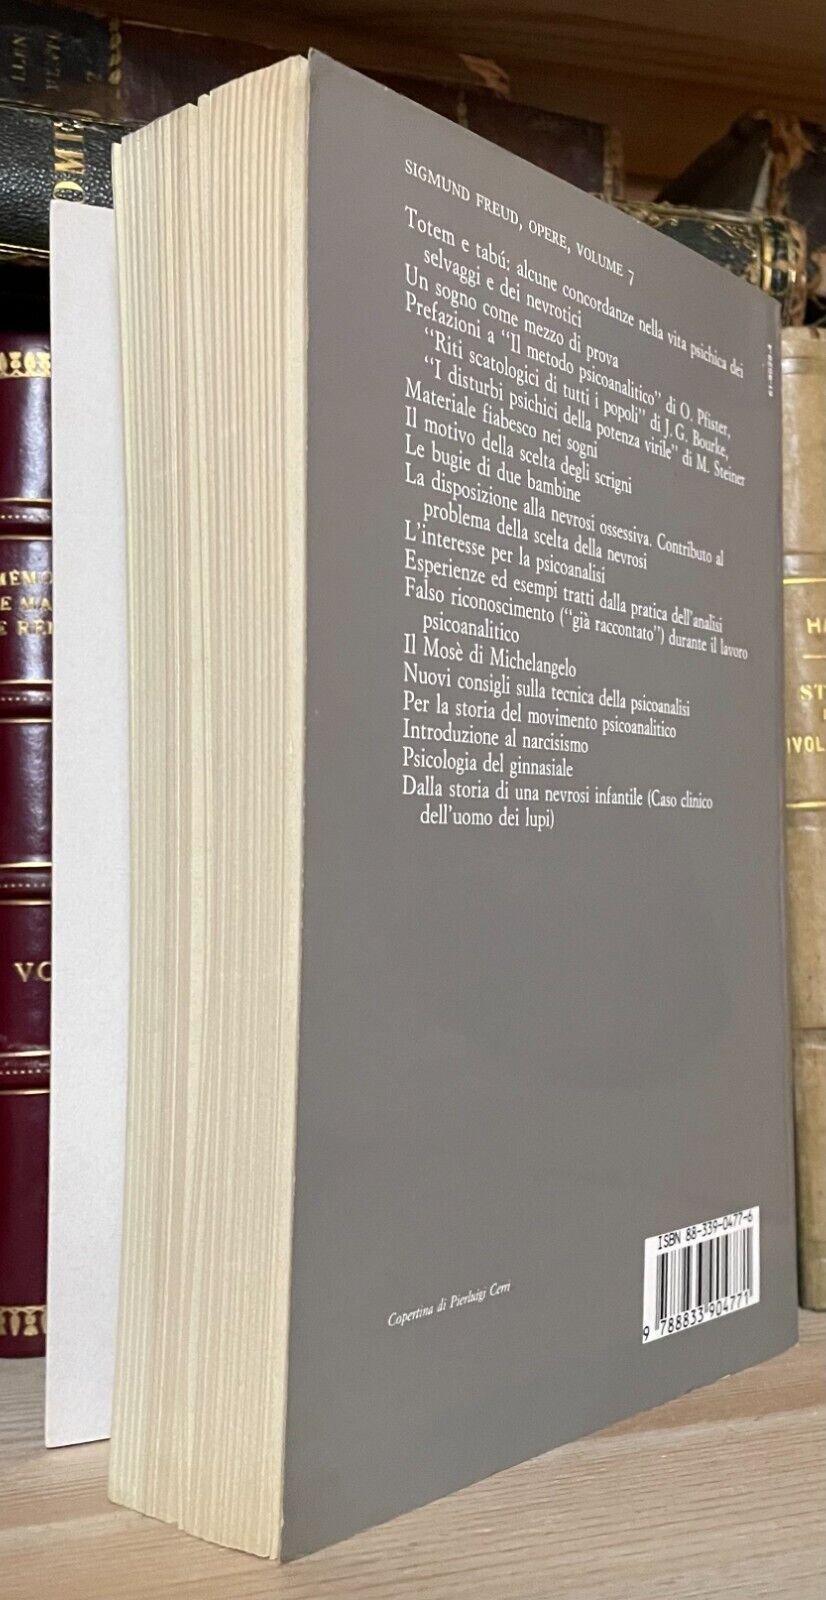 SIGMUND FREUD, OPERE, VOLUME 7
Totem e tabú: alcune concordanze nella vita psichica dei
selvaggi e dei nevrotici
Un sogno come mezzo di prova
Prefazioni a "Il metodo psicoanalitico" di O. Pfister,
"Riti scatologici di tutti i popoli" di J.G. Bourke,
"I disturbi psichici della potenza virile" di M. Steiner
Materiale fiabesco nei sogni
Il motivo della scelta degli scrigni
Le bugie di due bambine
La disposizione alla nevrosi ossessiva. Contributo al
problema della scelta della nevrosi
L'interesse per la psicoanalisi
Esperienze ed esempi tratti dalla pratica dell'analisi
Falso riconoscimento ("già raccontato") durante il lavoro
psicoanalitico
Il Mosè di Michelangelo
Nuovi consigli sulla tecnica della psicoanalisi
Per la storia del movimento psicoanalitico
Introduzione al narcisismo
Psicologia del ginnasiale
Dalla storia di una nevrosi infantile (Caso clinico
dell'uomo dei lupi)
Copertina di Pierluigi Cerri
ISBN 88-339-0477-6
9 788833 904771